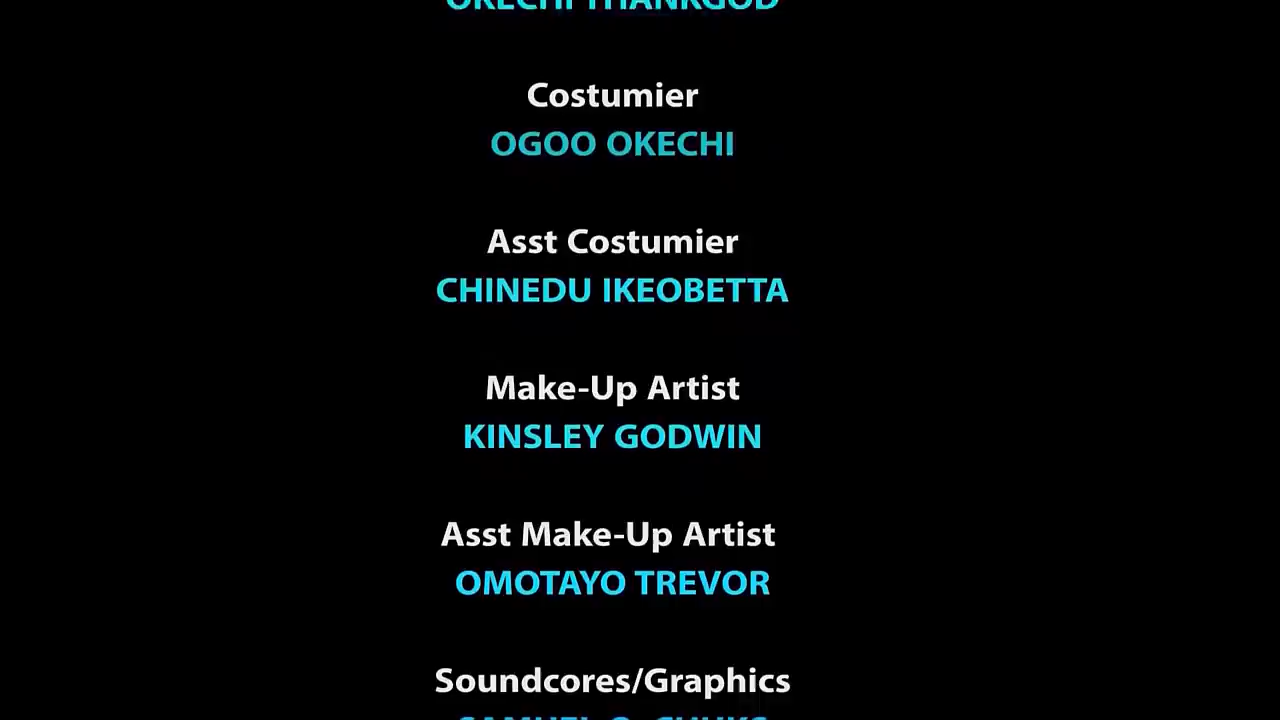 OKECHI THANKGOD
Costumier
OGOO OKECHI
Asst Costumier
CHINEDU IKEOBETTA
Make-Up Artist
KINSLEY GODWIN
Asst Make-Up Artist
OMOTAYO TREVOR
Soundcores/Graphics